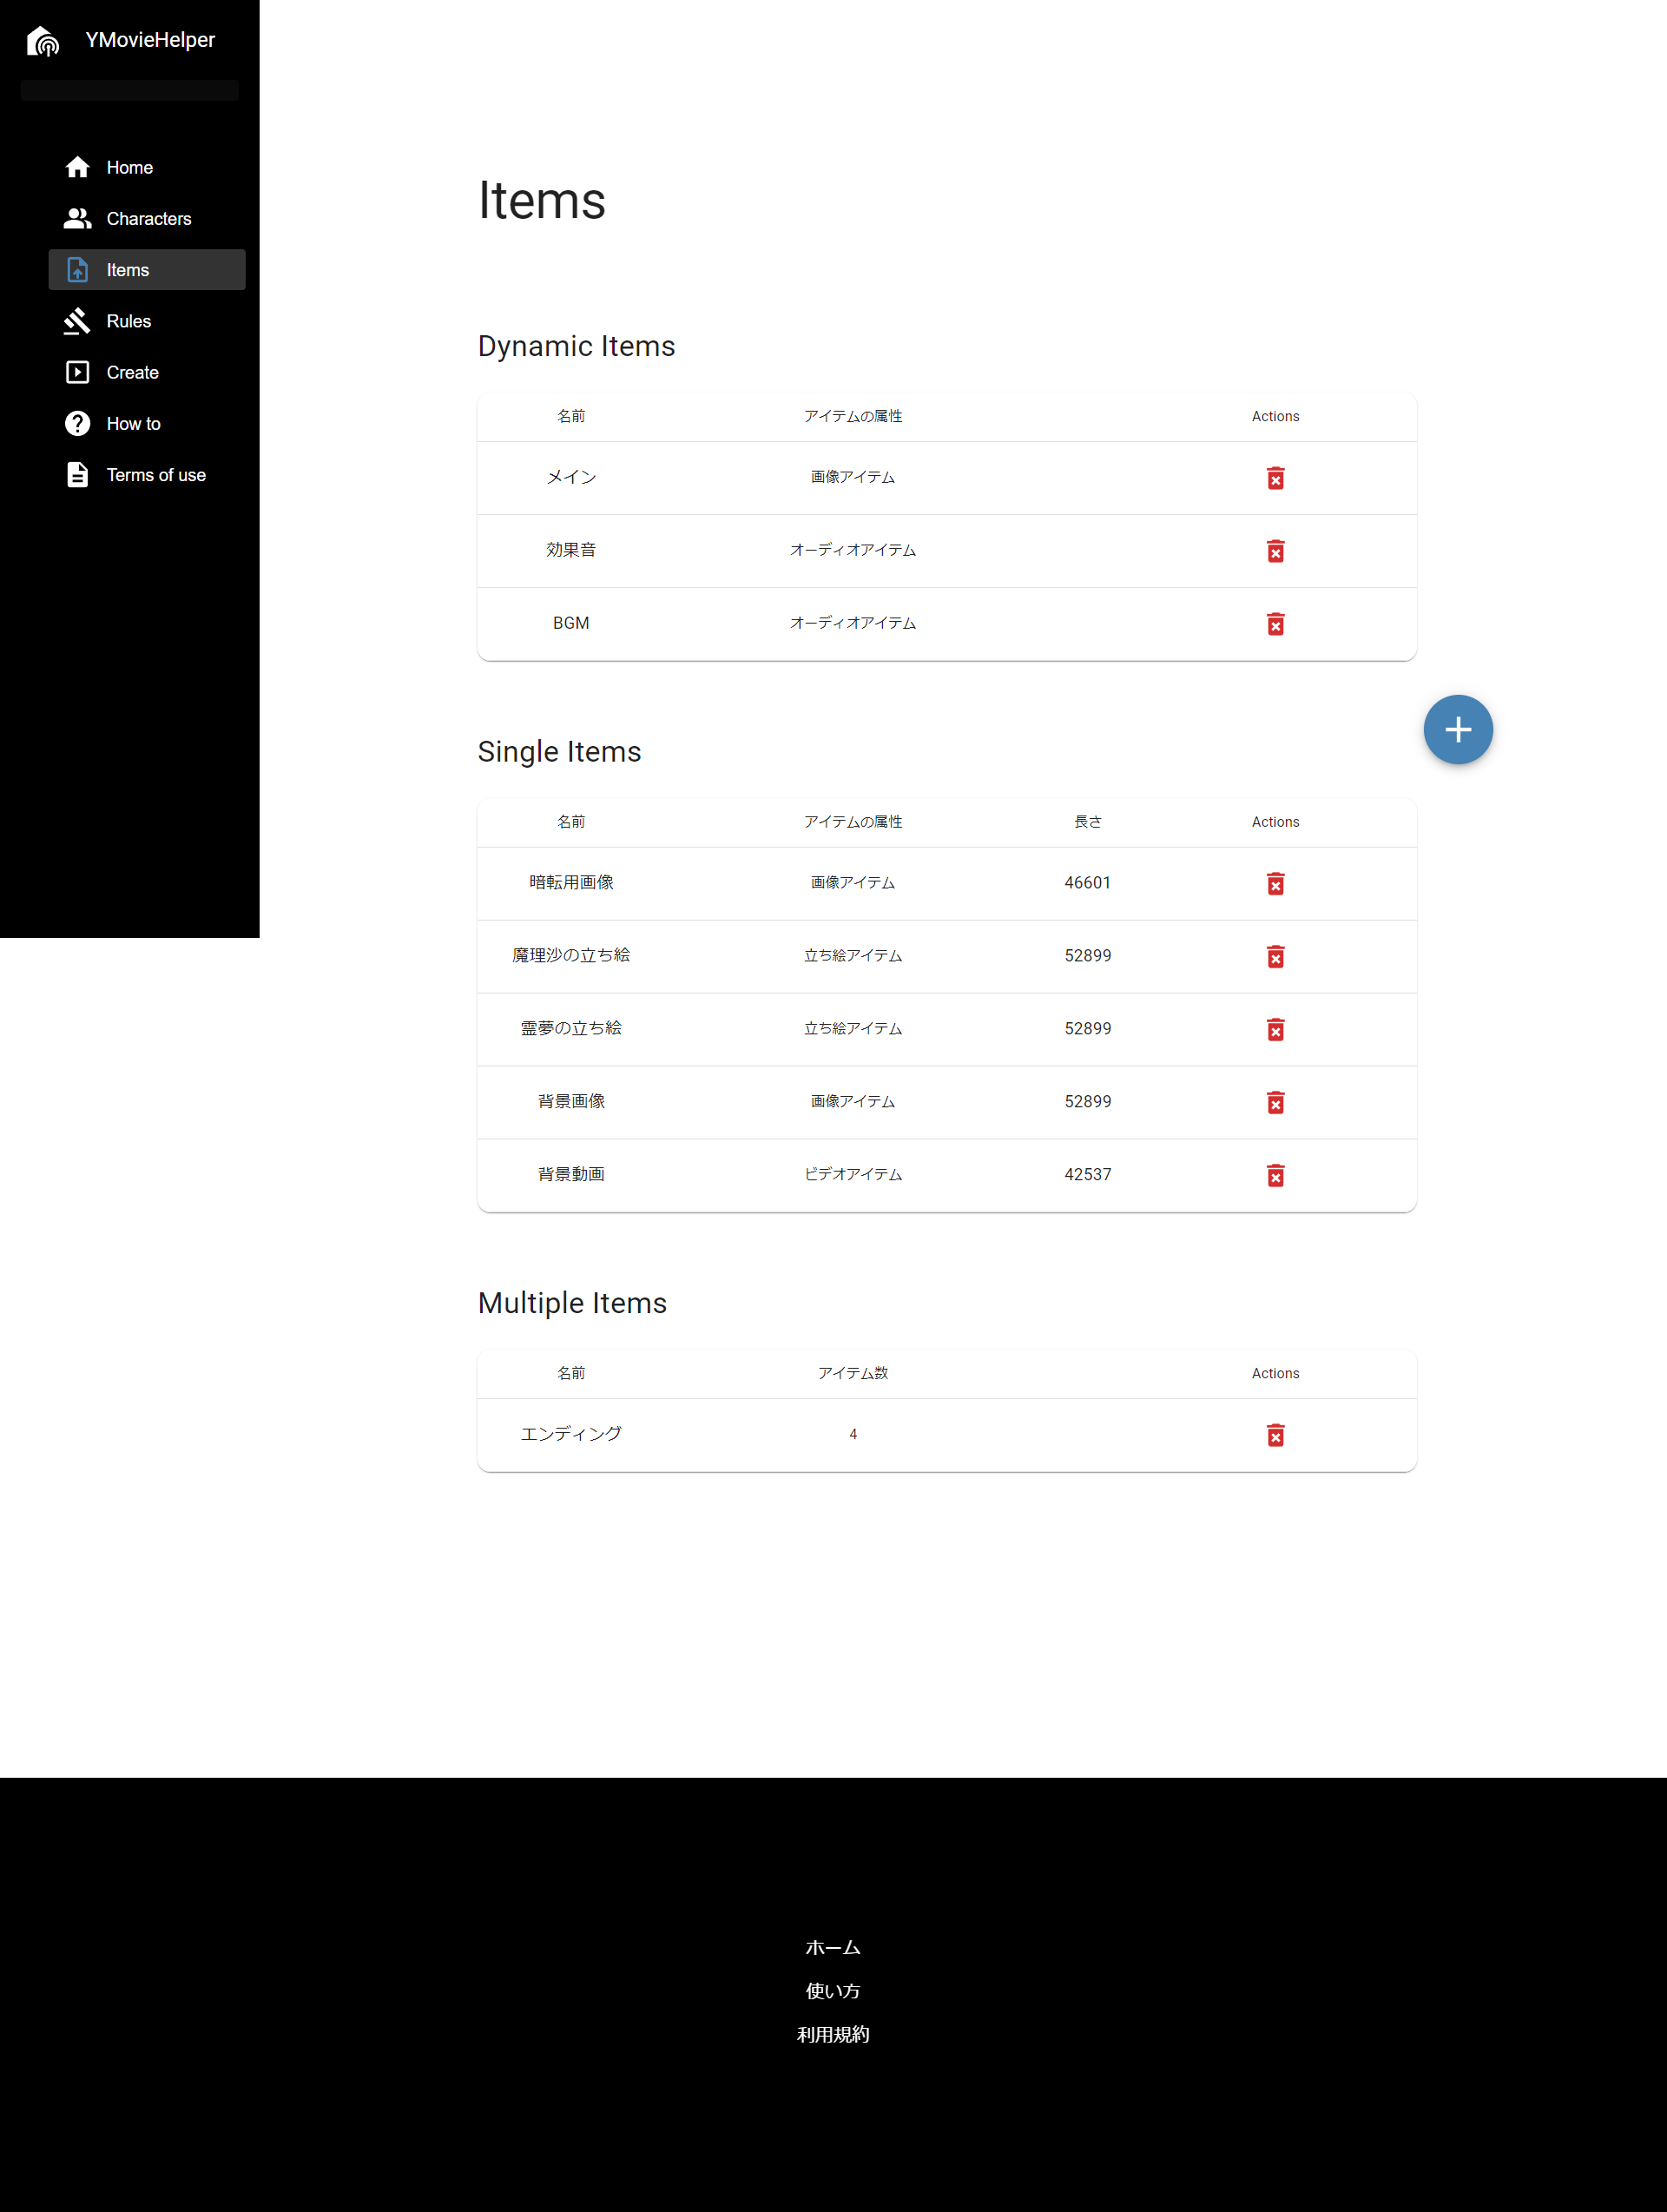 YMovieHelper
Home
Characters
Items
Rules
Create
How to
Terms of use
Items
Dynamic Items
名前 アイテムの属性 Actions
メイン 画像アイテム
効果音 オーディオアイテム
BGM オーディオアイテム
Single Items
名前 アイテムの属性 長さ Actions
暗転用画像 画像アイテム 46601
魔理沙の立ち絵 立ち絵アイテム 52899
霊夢の立ち絵 立ち絵アイテム 52899
背景画像 画像アイテム 52899
背景動画 ビデオアイテム 42537
Multiple Items
名前 アイテム数 Actions
エンディング 4
ホーム
使い方
利用規約